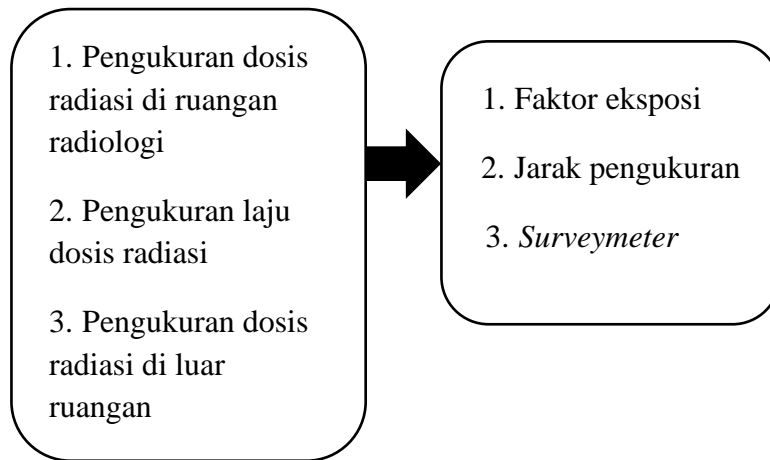 1. Pengukuran dosis
radiasi di ruangan
radiologi
2. Pengukuran laju
dosis radiasi
3. Pengukuran dosis
radiasi di luar
ruangan
1. Faktor eksposi
2. Jarak pengukuran
3. Surveymeter